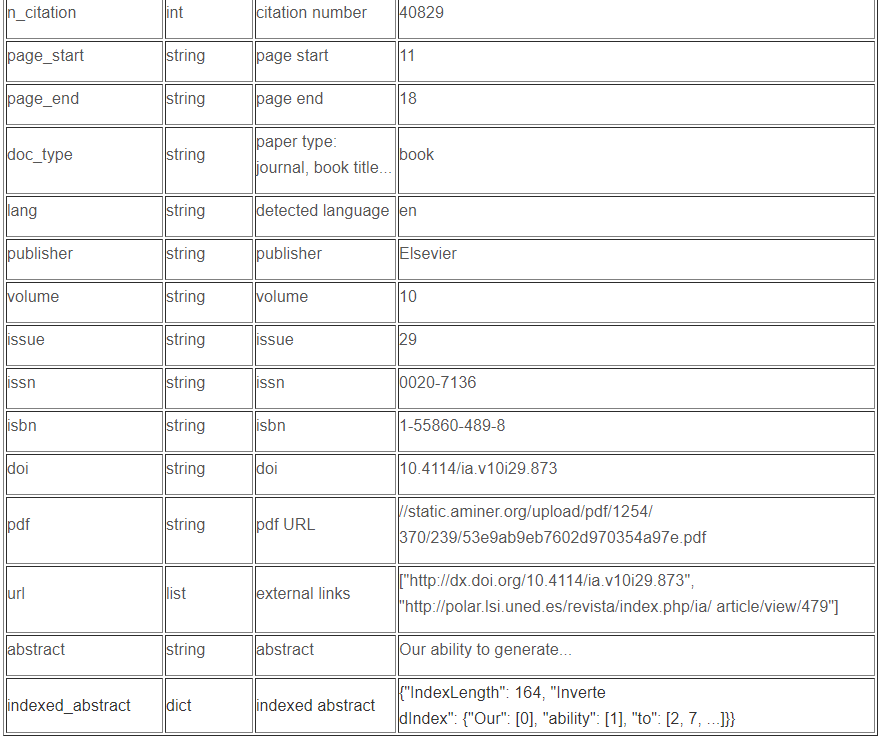 n_citation int citation number 40829
page_start string page start 11
page_end string page end 18
doc_type string paper type:
journal, book title... book
lang string detected language en
publisher string publisher Elsevier
volume string volume 10
issue string issue 29
issn string issn 0020-7136
isbn string isbn 1-55860-489-8
doi string doi 10.4114/ia.v10i29.873
pdf string pdf URL //static.aminer.org/upload/pdf/1254/
370/239/53e9ab9eb7602d970354a97e.pdf
url list external links ["http://dx.doi.org/10.4114/ia.v10i29.873",
"http://polar.lsi.uned.es/revista/index.php/ia/ article/view/479"]
abstract string abstract Our ability to generate...
indexed_abstract dict indexed abstract {"IndexLength": 164, "Inverte
dIndex": {"Our": [0], "ability": [1], "to": [2, 7, ...]}}